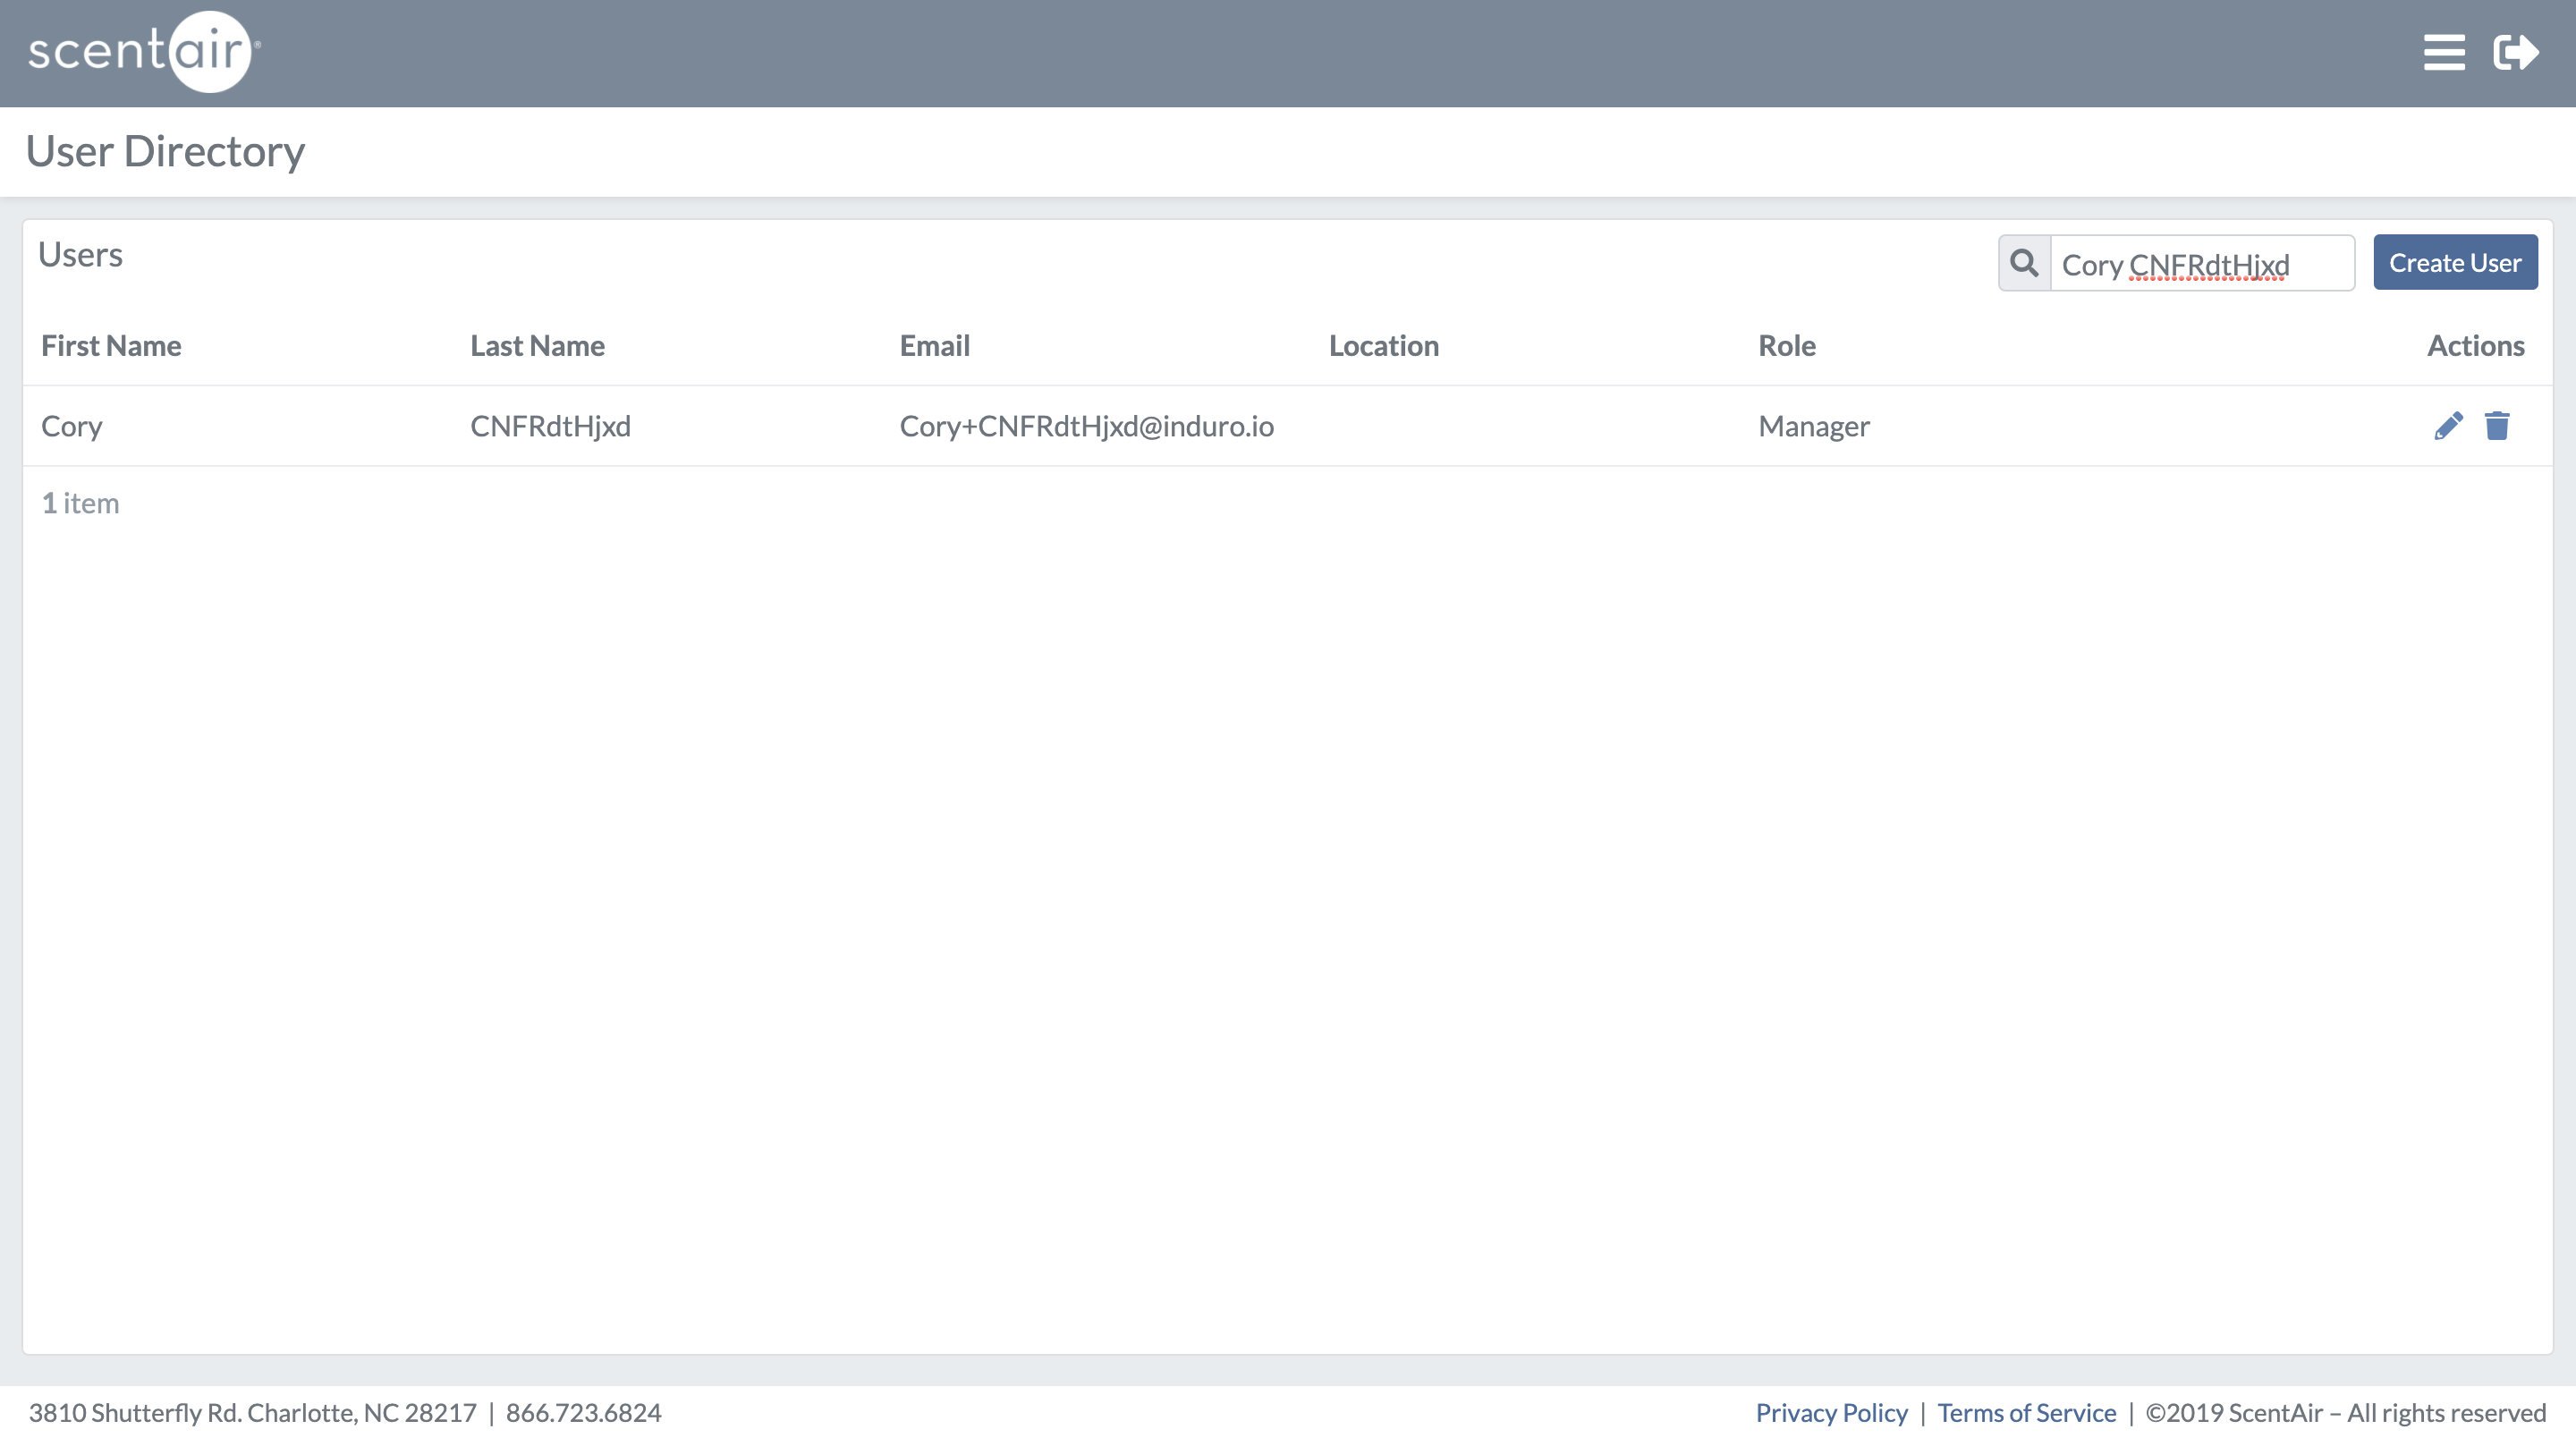 scentair®
User Directory
Users
Cory CNFRdtHjxd
Create User
First Name Last Name Email Location Role Actions
Cory CNFRdtHjxd Cory+CNFRdtHjxd@induro.io Manager
1 item
3810 Shutterfly Rd. Charlotte, NC 28217 | 866.723.6824
Privacy Policy | Terms of Service | ©2019 ScentAir – All rights reserved